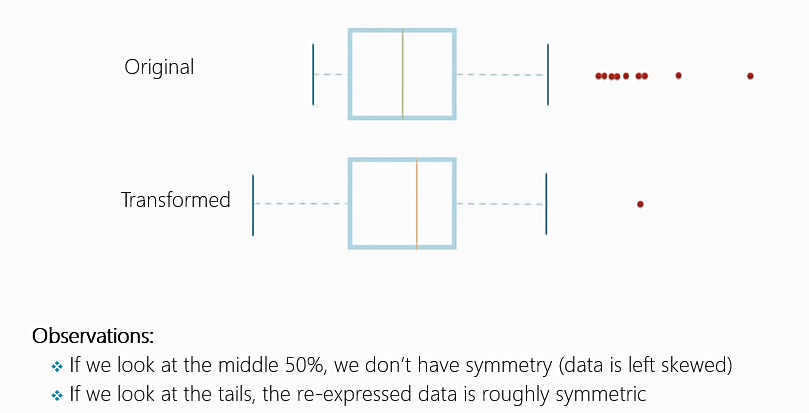 Original
Transformed
Observations:
❖ If we look at the middle 50%, we don't have symmetry (data is left skewed)
❖ If we look at the tails, the re-expressed data is roughly symmetric